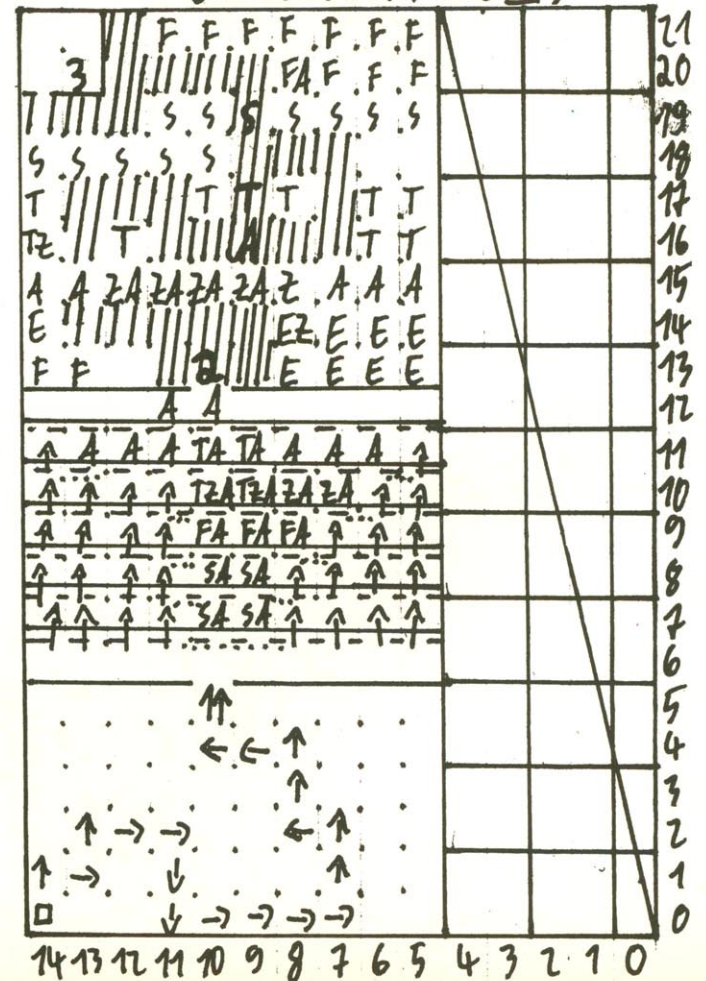 F F F F F F F 21
3 FA F F F 20
T S S S S S S S 19
S S S S S 18
T T T T T T 17
TZ T A T T 16
A A ZA ZA ZA ZA Z A A A 15
E EZ E E E 14
F F 2 E E E E 13
A A 12
↑ A A A TA TA A A A ↑ 11
↑ ↑ ↑ ↑ TZA TZA ZA ZA ↑ ↑ 10
↑ ↑ ↑ ↑ FA FA FA ↑ ↑ ↑ 9
↑ ↑ ↑ ↑ SA SA ↑ ↑ ↑ ↑ 8
↑ ↑ ↑ ↑ SA SA ↑ ↑ ↑ ↑ 7
6
↑↑ 5
← ← ↑ 4
↑ 3
↑ → → ← ↑ 2
↑ → ↓ ↑ 1
□ ↓ → → → → 0
14 13 12 11 10 9 8 7 6 5 4 3 2 1 0